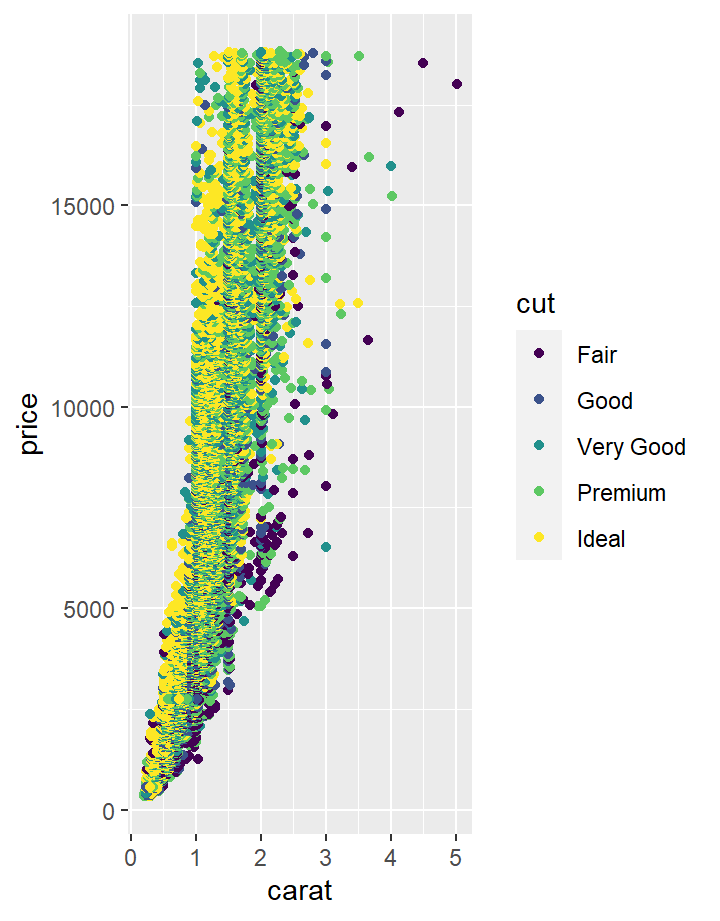 15000
10000
5000
0
price
0 1 2 3 4 5
carat
cut
Fair
Good
Very Good
Premium
Ideal